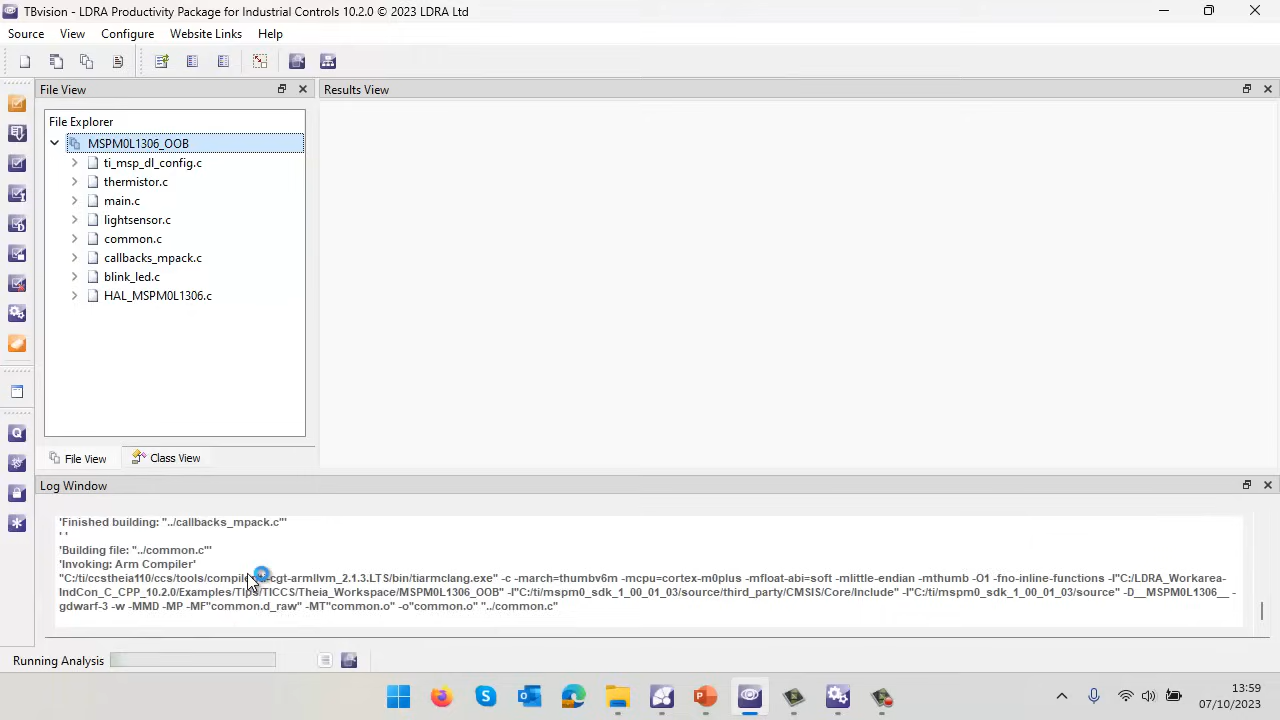 TBvision - LDRA Productivity Package for Industrial Controls 10.2.0 © 2023 LDRA Ltd
Source View Configure Website Links Help
File View
Results View
File Explorer
MSPM0L1306_OOB
ti_msp_dl_config.c
thermistor.c
main.c
lightsensor.c
common.c
callbacks_mpack.c
blink_led.c
HAL_MSPM0L1306.c
File View Class View
Log Window
'Finished building: "../callbacks_mpack.c"'
' '
'Building file: "../common.c"'
'Invoking: Arm Compiler'
"C:/ti/ccstheia110/ccs/tools/compil cgt-armllvm_2.1.3.LTS/bin/tiarmclang.exe" -c -march=thumbv6m -mcpu=cortex-m0plus -mfloat-abi=soft -mlittle-endian -mthumb -O1 -fno-inline-functions -I"C:/LDRA_Workarea-
IndCon_C_CPP_10.2.0/Examples/ /TICCS/Theia_Workspace/MSPM0L1306_OOB" -I"C:/ti/mspm0_sdk_1_00_01_03/source/third_party/CMSIS/Core/Include" -I"C:/ti/mspm0_sdk_1_00_01_03/source" -D__MSPM0L1306__ -
gdwarf-3 -w -MMD -MP -MF"common.d_raw" -MT"common.o" -o"common.o" "../common.c"
Running Analysis
13:59
07/10/2023